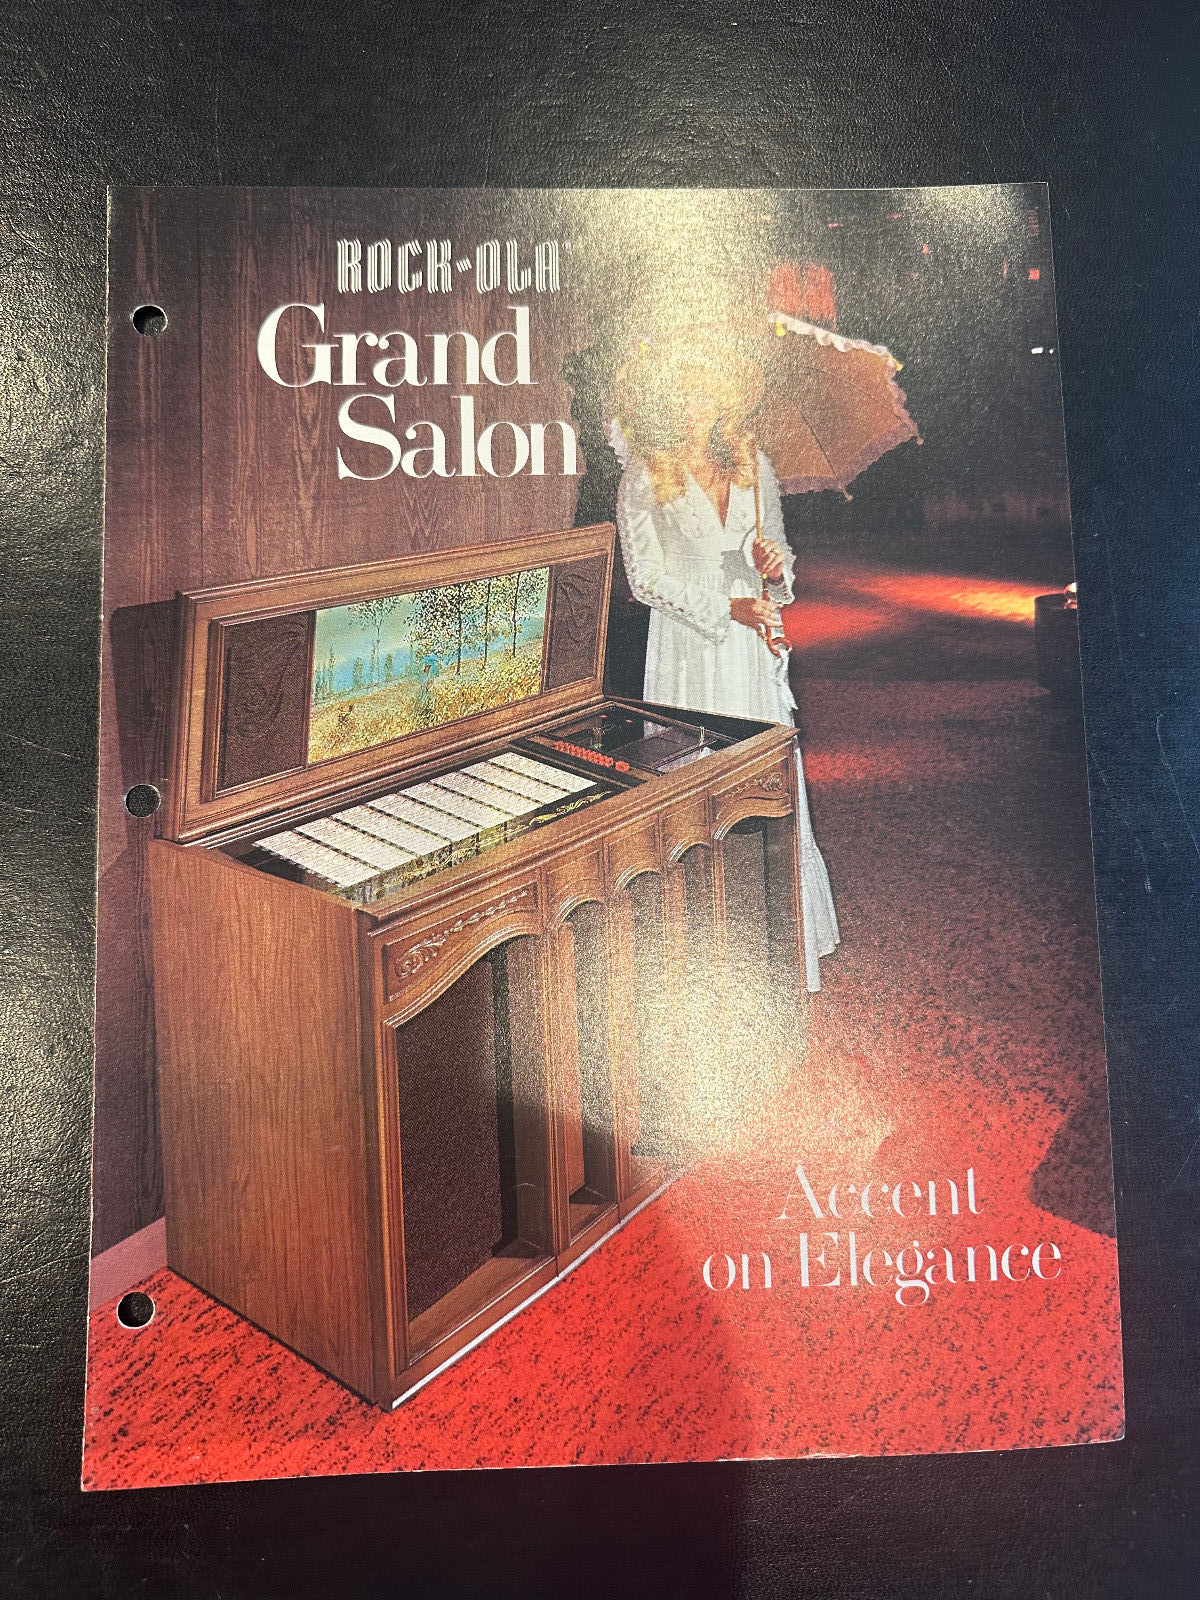 ROCK-OLA
Grand
Salon
Accent
on Elegance